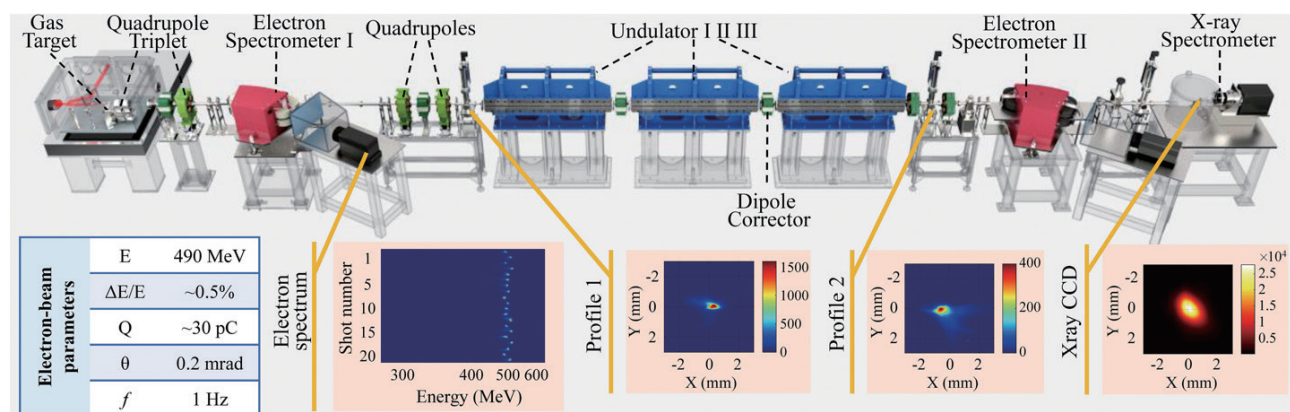 Gas
Target
Quadrupole
Triplet
Electron
Spectrometer I
Quadrupoles
Undulator I II III
Electron
Spectrometer II
X-ray
Spectrometer
Dipole
Corrector
Electron-beam
parameters
E 490 MeV
ΔE/E ~0.5%
Q ~30 pC
θ 0.2 mrad
f 1 Hz
Electron
spectrum
Shot number
1
5
10
15
20
300 400 500 600
Energy (MeV)
Profile 1
Y (mm)
-2
0
2
-2 0 2
X (mm)
1500
1000
500
0
Profile 2
Y (mm)
-2
0
2
-2 0 2
X (mm)
400
200
0
Xray CCD
Y (mm)
-2
0
2
-2 0 2
X (mm)
×10⁴
2.5
2
1.5
1
0.5